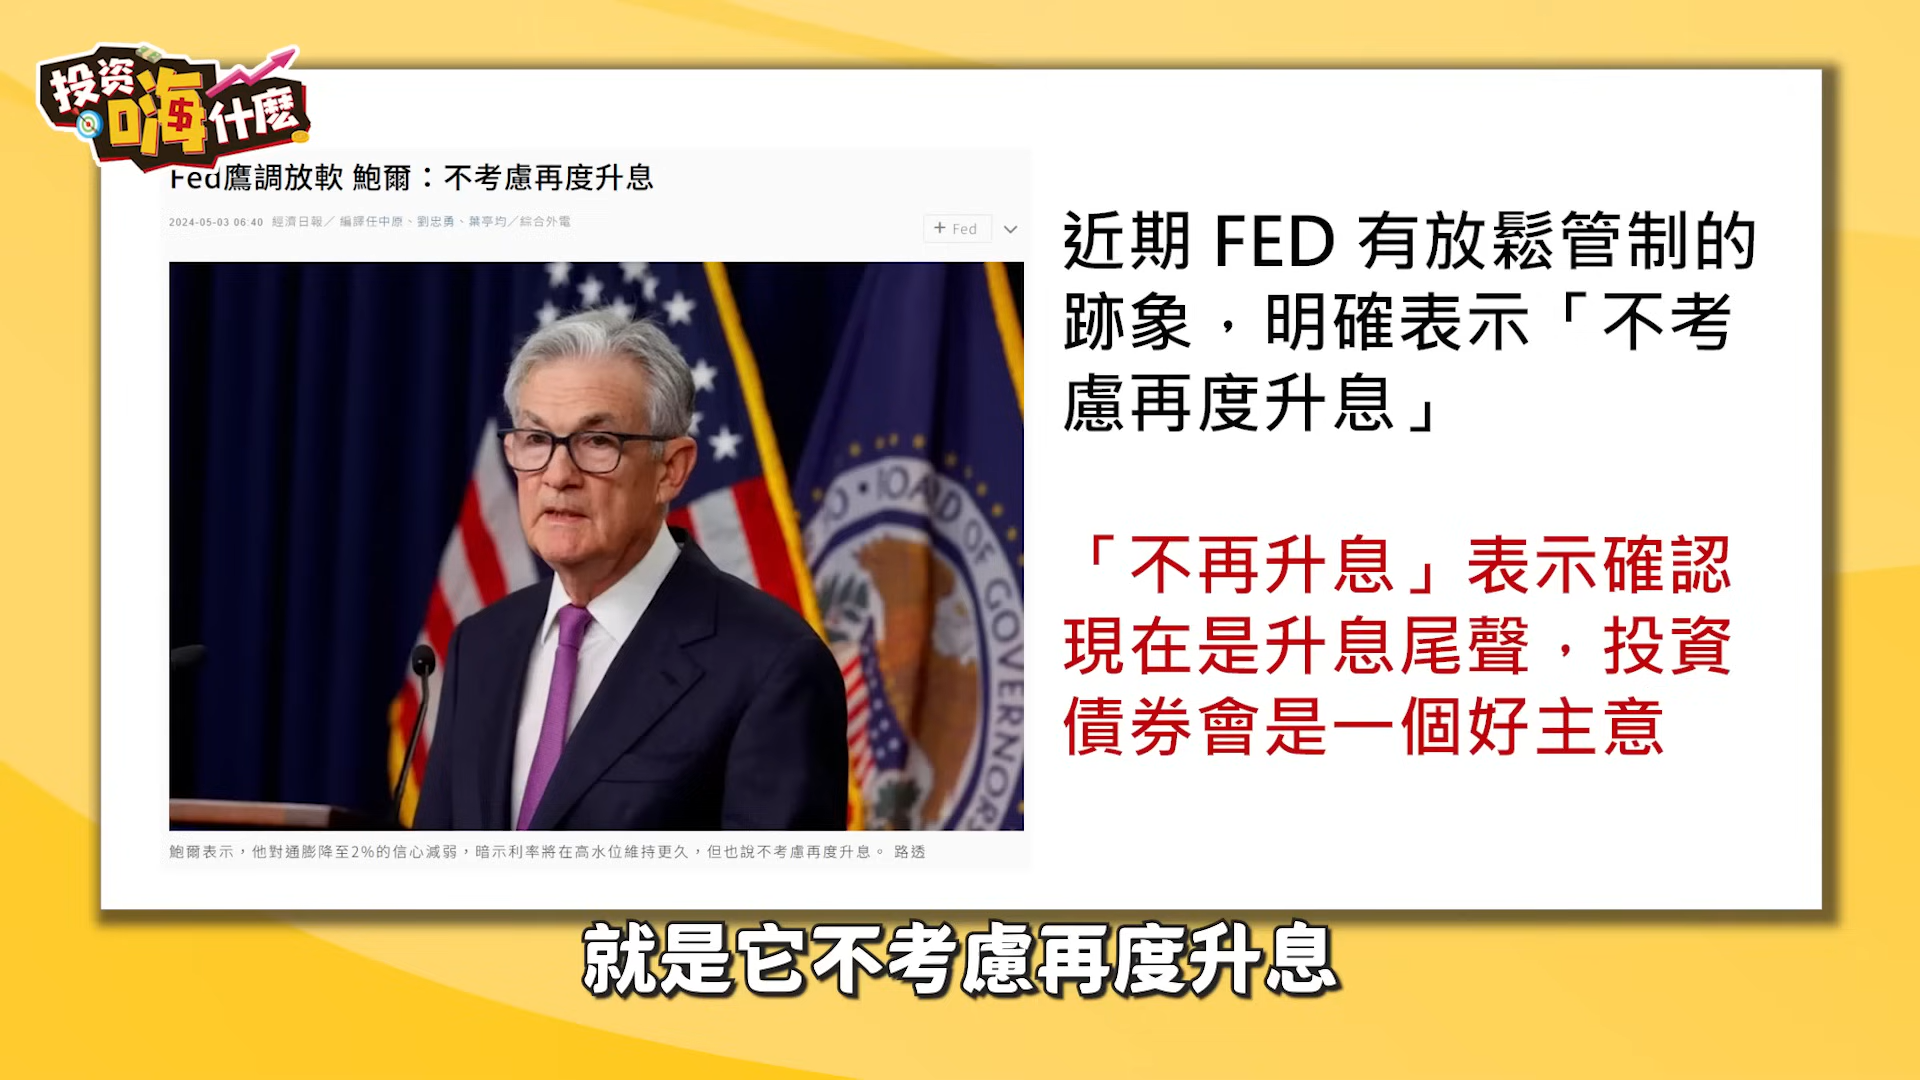 投資
嗨
什麼
Fed鷹調放軟 鮑爾：不考慮再度升息
2024-05-03 06:40 經濟日報／ 編譯任中原、劉忠勇、葉亭均／綜合外電
+ Fed
BOARD OF GOVERNORS
鮑爾表示，他對通膨降至2%的信心減弱，暗示利率將在高水位維持更久，但也說不考慮再度升息。 路透
近期 FED 有放鬆管制的
跡象，明確表示「不考
慮再度升息」
「不再升息」表示確認
現在是升息尾聲，投資
債券會是一個好主意
就是它不考慮再度升息